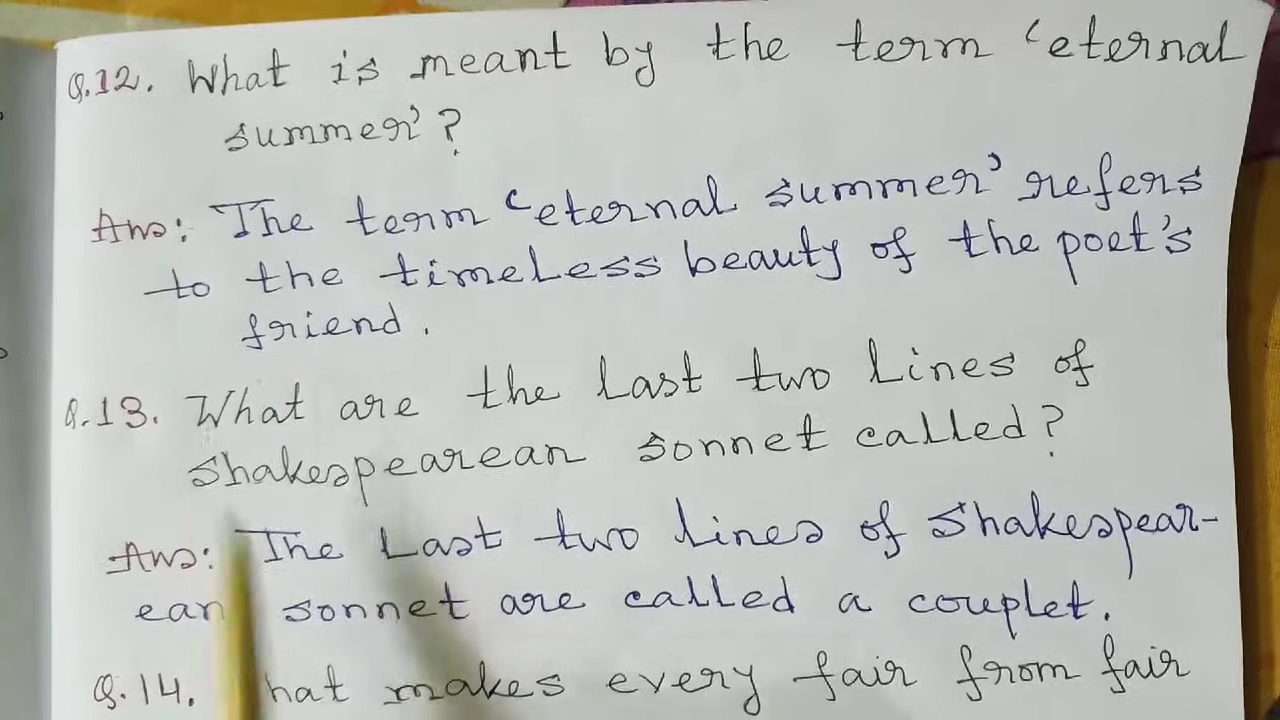 Q.12. What is meant by the term 'eternal
summer'?
Ans: The term 'eternal summer' refers
to the timeless beauty of the poet's
friend.
Q.13. What are the last two lines of
Shakespearean sonnet called?
Ans: The Last two lines of Shakespear-
ean sonnet are called a couplet.
Q.14. hat makes every fair from fair